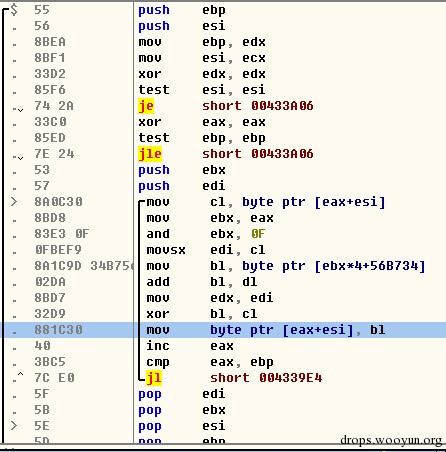 $ 55 push ebp
. 56 push esi
. 8BEA mov ebp, edx
. 8BF1 mov esi, ecx
. 33D2 xor edx, edx
. 85F6 test esi, esi
. 74 2A je short 00433A06
. 33C0 xor eax, eax
. 85ED test ebp, ebp
. 7E 24 jle short 00433A06
. 53 push ebx
. 57 push edi
> 8A0C30 mov cl, byte ptr [eax+esi]
. 8BD8 mov ebx, eax
. 83E3 0F and ebx, 0F
. 0FBEF9 movsx edi, cl
. 8A1C9D 34B75 mov bl, byte ptr [ebx*4+56B734]
. 02DA add bl, dl
. 8BD7 mov edx, edi
. 32D9 xor bl, cl
. 881C30 mov byte ptr [eax+esi], bl
. 40 inc eax
. 3BC5 cmp eax, ebp
.^ 7C E0 jl short 004339E4
. 5F pop edi
. 5B pop ebx
> 5E pop esi
. 5D pop ebp
drops.wooyun.org